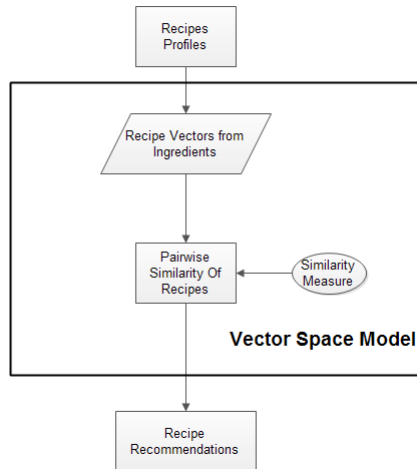 Recipes
Profiles
Recipe Vectors from
Ingredients
Pairwise
Similarity Of
Recipes
Similarity
Measure
Vector Space Model
Recipe
Recommendations